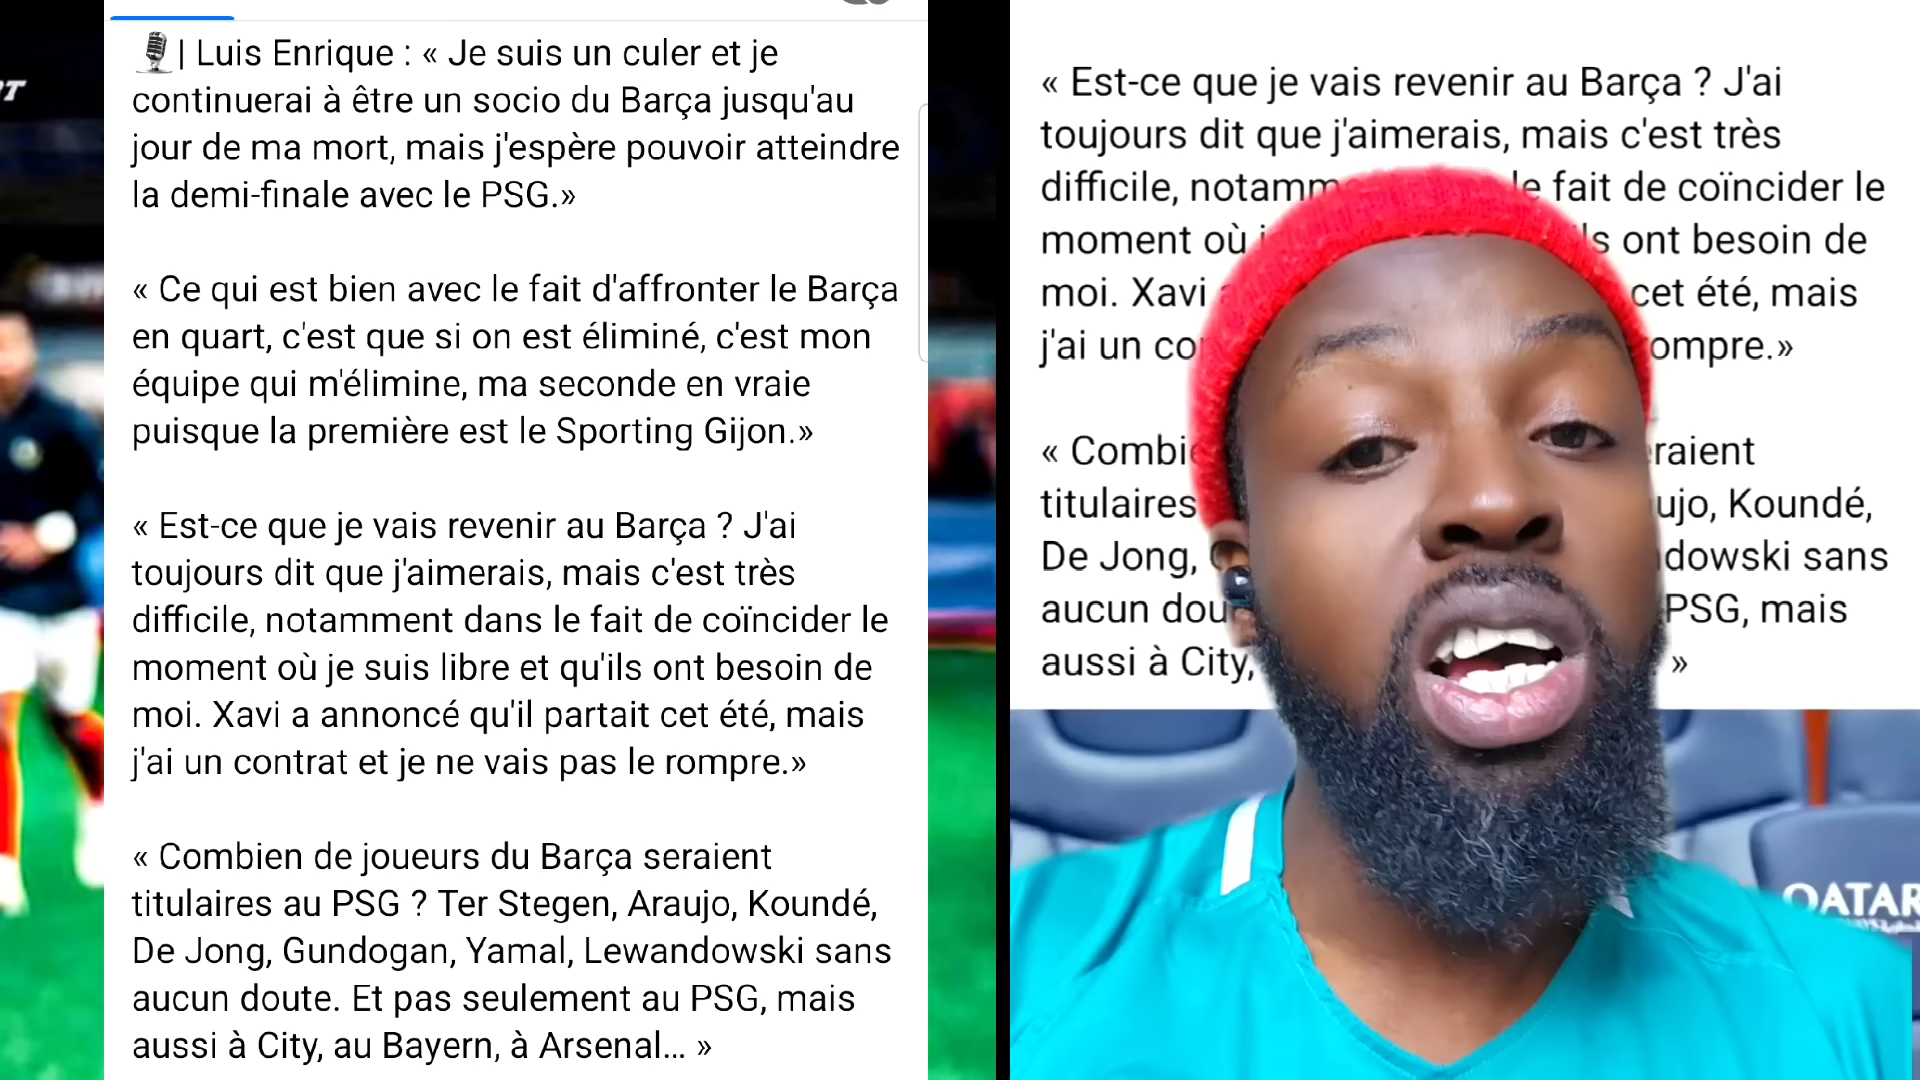 | Luis Enrique : « Je suis un culer et je
continuerai à être un socio du Barça jusqu'au
jour de ma mort, mais j'espère pouvoir atteindre
la demi-finale avec le PSG.»
« Ce qui est bien avec le fait d'affronter le Barça
en quart, c'est que si on est éliminé, c'est mon
équipe qui m'élimine, ma seconde en vraie
puisque la première est le Sporting Gijon.»
« Est-ce que je vais revenir au Barça ? J'ai
toujours dit que j'aimerais, mais c'est très
difficile, notamment dans le fait de coïncider le
moment où je suis libre et qu'ils ont besoin de
moi. Xavi a annoncé qu'il partait cet été, mais
j'ai un contrat et je ne vais pas le rompre.»
« Combien de joueurs du Barça seraient
titulaires au PSG ? Ter Stegen, Araujo, Koundé,
De Jong, Gundogan, Yamal, Lewandowski sans
aucun doute. Et pas seulement au PSG, mais
aussi à City, au Bayern, à Arsenal... »
« Est-ce que je vais revenir au Barça ? J'ai
toujours dit que j'aimerais, mais c'est très
difficile, fait de coïncider le
moment où ont besoin de
moi. Xavi cet été, mais
j'ai un »
«
titulaires Koundé,
De Jong, sans
aucun PSG, mais
aussi à City, »
QATAR